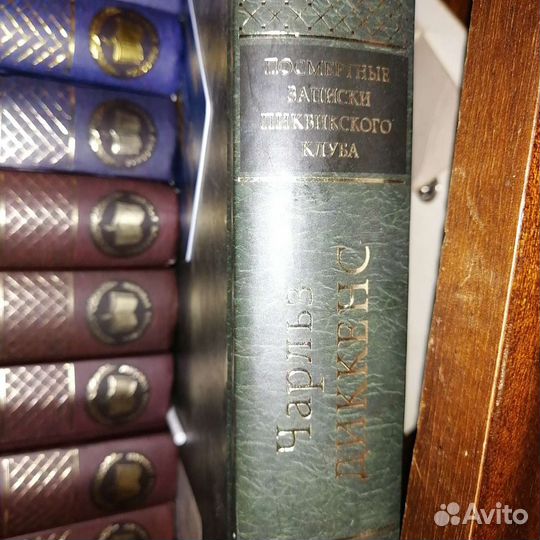 ПОСМЕРТНЫЕ
ЗАПИСКИ
ПИКВИКСКОГО
КЛУБА
Чарльз
ДИККЕНС
Avito